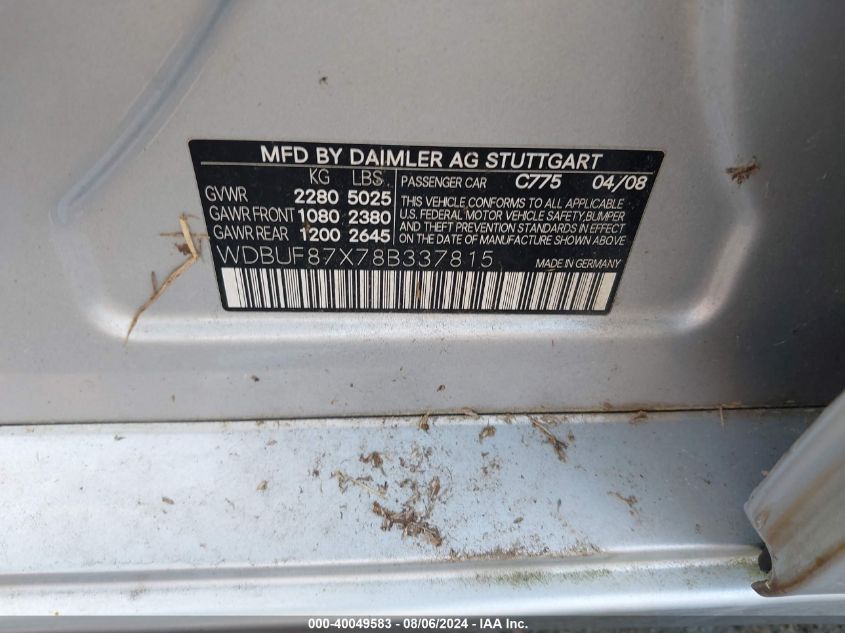 MFD BY DAIMLER AG STUTTGART
KG LBS
GVWR 2280 5025
GAWR FRONT 1080 2380
GAWR REAR 1200 2645
PASSENGER CAR C775 04/08
THIS VEHICLE CONFORMS TO ALL APPLICABLE
U.S. FEDERAL MOTOR VEHICLE SAFETY, BUMPER
AND THEFT PREVENTION STANDARDS IN EFFECT
ON THE DATE OF MANUFACTURE SHOWN ABOVE
WDBUF87X78B337815 MADE IN GERMANY
000-40049583 - 08/06/2024 - IAA Inc.